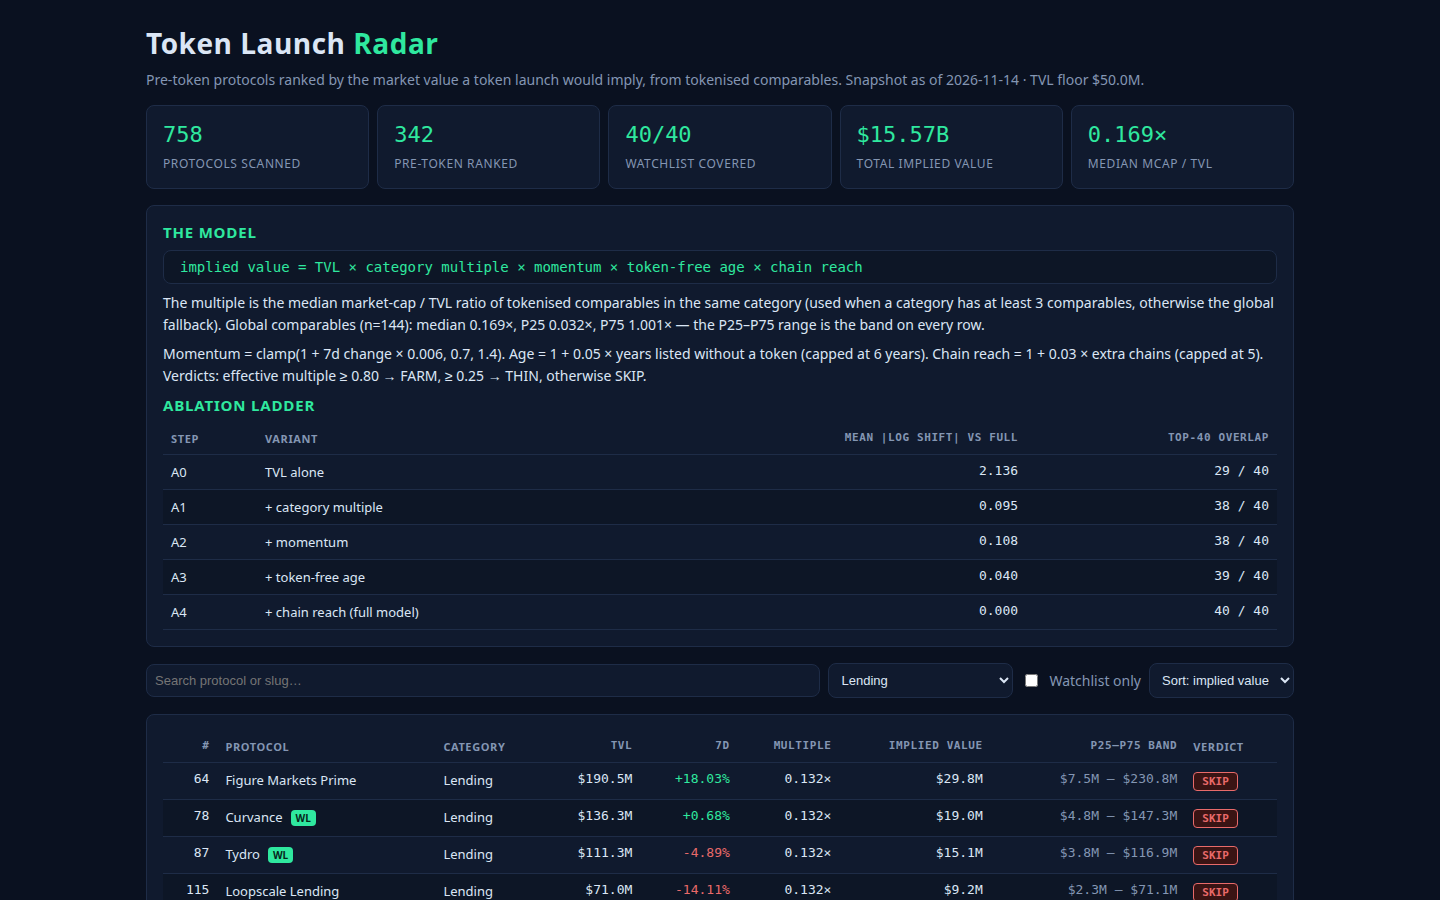 Token Launch Radar
Pre-token protocols ranked by the market value a token launch would imply, from tokenised comparables. Snapshot as of 2026-11-14 · TVL floor $50.0M.
758
PROTOCOLS SCANNED
342
PRE-TOKEN RANKED
40/40
WATCHLIST COVERED
$15.57B
TOTAL IMPLIED VALUE
0.169×
MEDIAN MCAP / TVL
THE MODEL
implied value = TVL × category multiple × momentum × token-free age × chain reach
The multiple is the median market-cap / TVL ratio of tokenised comparables in the same category (used when a category has at least 3 comparables, otherwise the global
fallback). Global comparables (n=144): median 0.169×, P25 0.032×, P75 1.001× — the P25–P75 range is the band on every row.
Momentum = clamp(1 + 7d change × 0.006, 0.7, 1.4). Age = 1 + 0.05 × years listed without a token (capped at 6 years). Chain reach = 1 + 0.03 × extra chains (capped at 5).
Verdicts: effective multiple ≥ 0.80 → FARM, ≥ 0.25 → THIN, otherwise SKIP.
ABLATION LADDER
STEP VARIANT MEAN |LOG SHIFT| VS FULL TOP-40 OVERLAP
A0 TVL alone 2.136 29 / 40
A1 + category multiple 0.095 38 / 40
A2 + momentum 0.108 38 / 40
A3 + token-free age 0.040 39 / 40
A4 + chain reach (full model) 0.000 40 / 40
Search protocol or slug… Lending Watchlist only Sort: implied value
# PROTOCOL CATEGORY TVL 7D MULTIPLE IMPLIED VALUE P25–P75 BAND VERDICT
64 Figure Markets Prime Lending $190.5M +18.03% 0.132× $29.8M $7.5M — $230.8M SKIP
78 Curvance WL Lending $136.3M +0.68% 0.132× $19.0M $4.8M — $147.3M SKIP
87 Tydro WL Lending $111.3M -4.89% 0.132× $15.1M $3.8M — $116.9M SKIP
115 Loopscale Lending Lending $71.0M -14.11% 0.132× $9.2M $2.3M — $71.1M SKIP